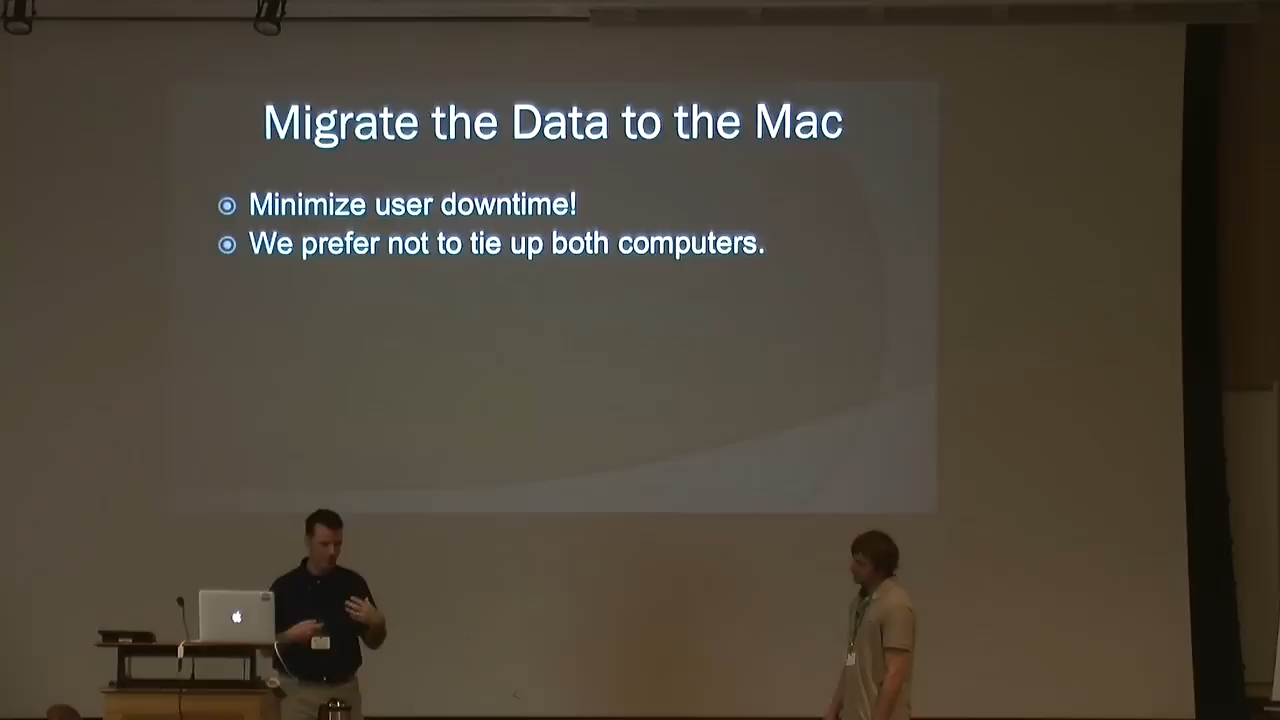 Migrate the Data to the Mac
Minimize user downtime!
We prefer not to tie up both computers.